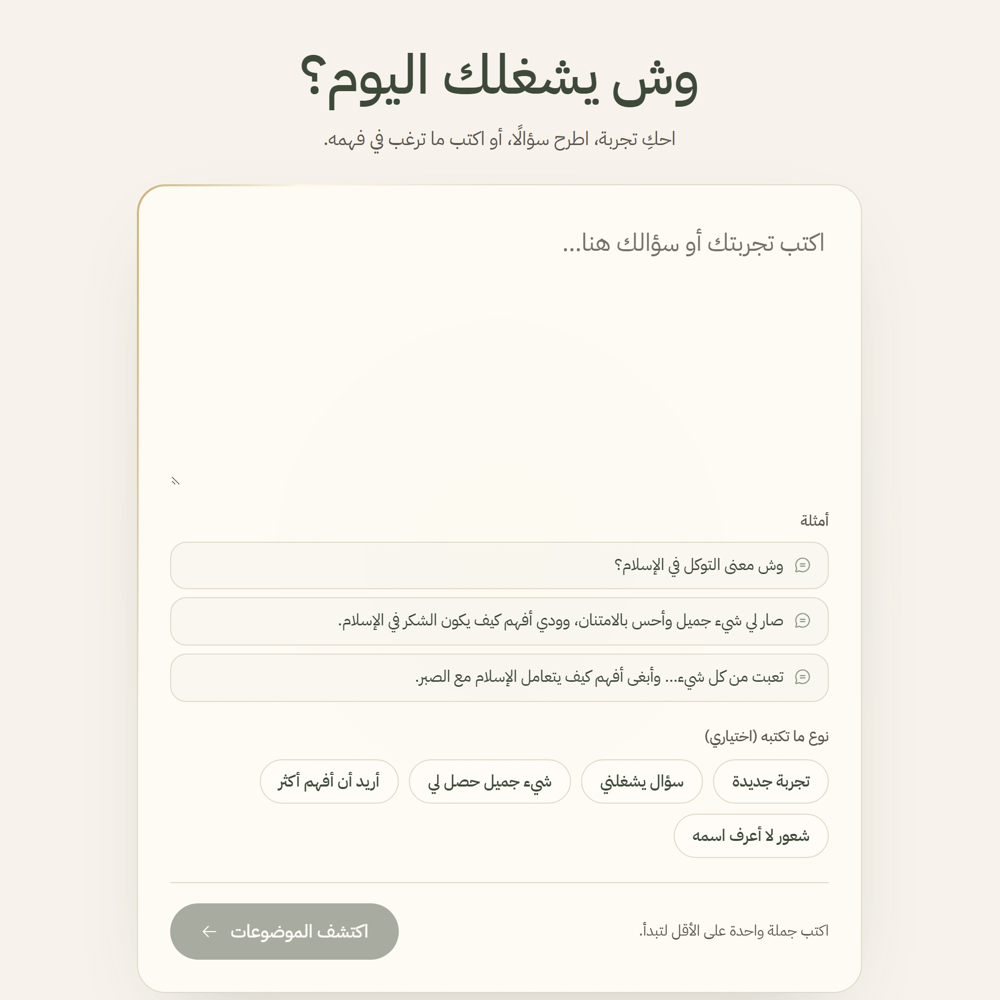 وش يشغلك اليوم؟
احكِ تجربة، اطرح سؤالًا، أو اكتب ما ترغب في فهمه.
اكتب تجربتك أو سؤالك هنا...
أمثلة
وش معنى التوكل في الإسلام؟
صار لي شيء جميل وأحس بالامتنان، وودي أفهم كيف يكون الشكر في الإسلام.
تعبت من كل شيء... وأبغى أفهم كيف يتعامل الإسلام مع الصبر.
نوع ما تكتبه (اختياري)
تجربة جديدة سؤال يشغلني شيء جميل حصل لي أريد أن أفهم أكثر
شعور لا أعرف اسمه
اكتب جملة واحدة على الأقل لتبدأ. اكتشف الموضوعات